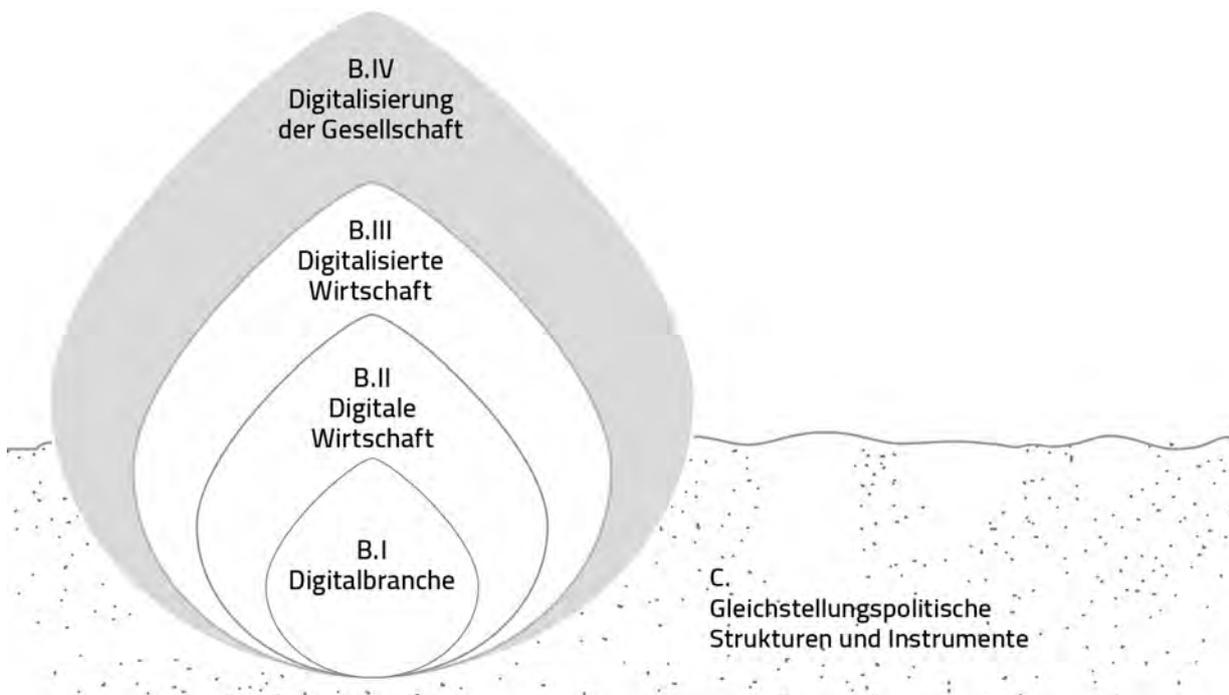 B.IV
Digitalisierung
der Gesellschaft
B.III
Digitalisierte
Wirtschaft
B.II
Digitale
Wirtschaft
B.I
Digitalbranche
C.
Gleichstellungspolitische
Strukturen und Instrumente